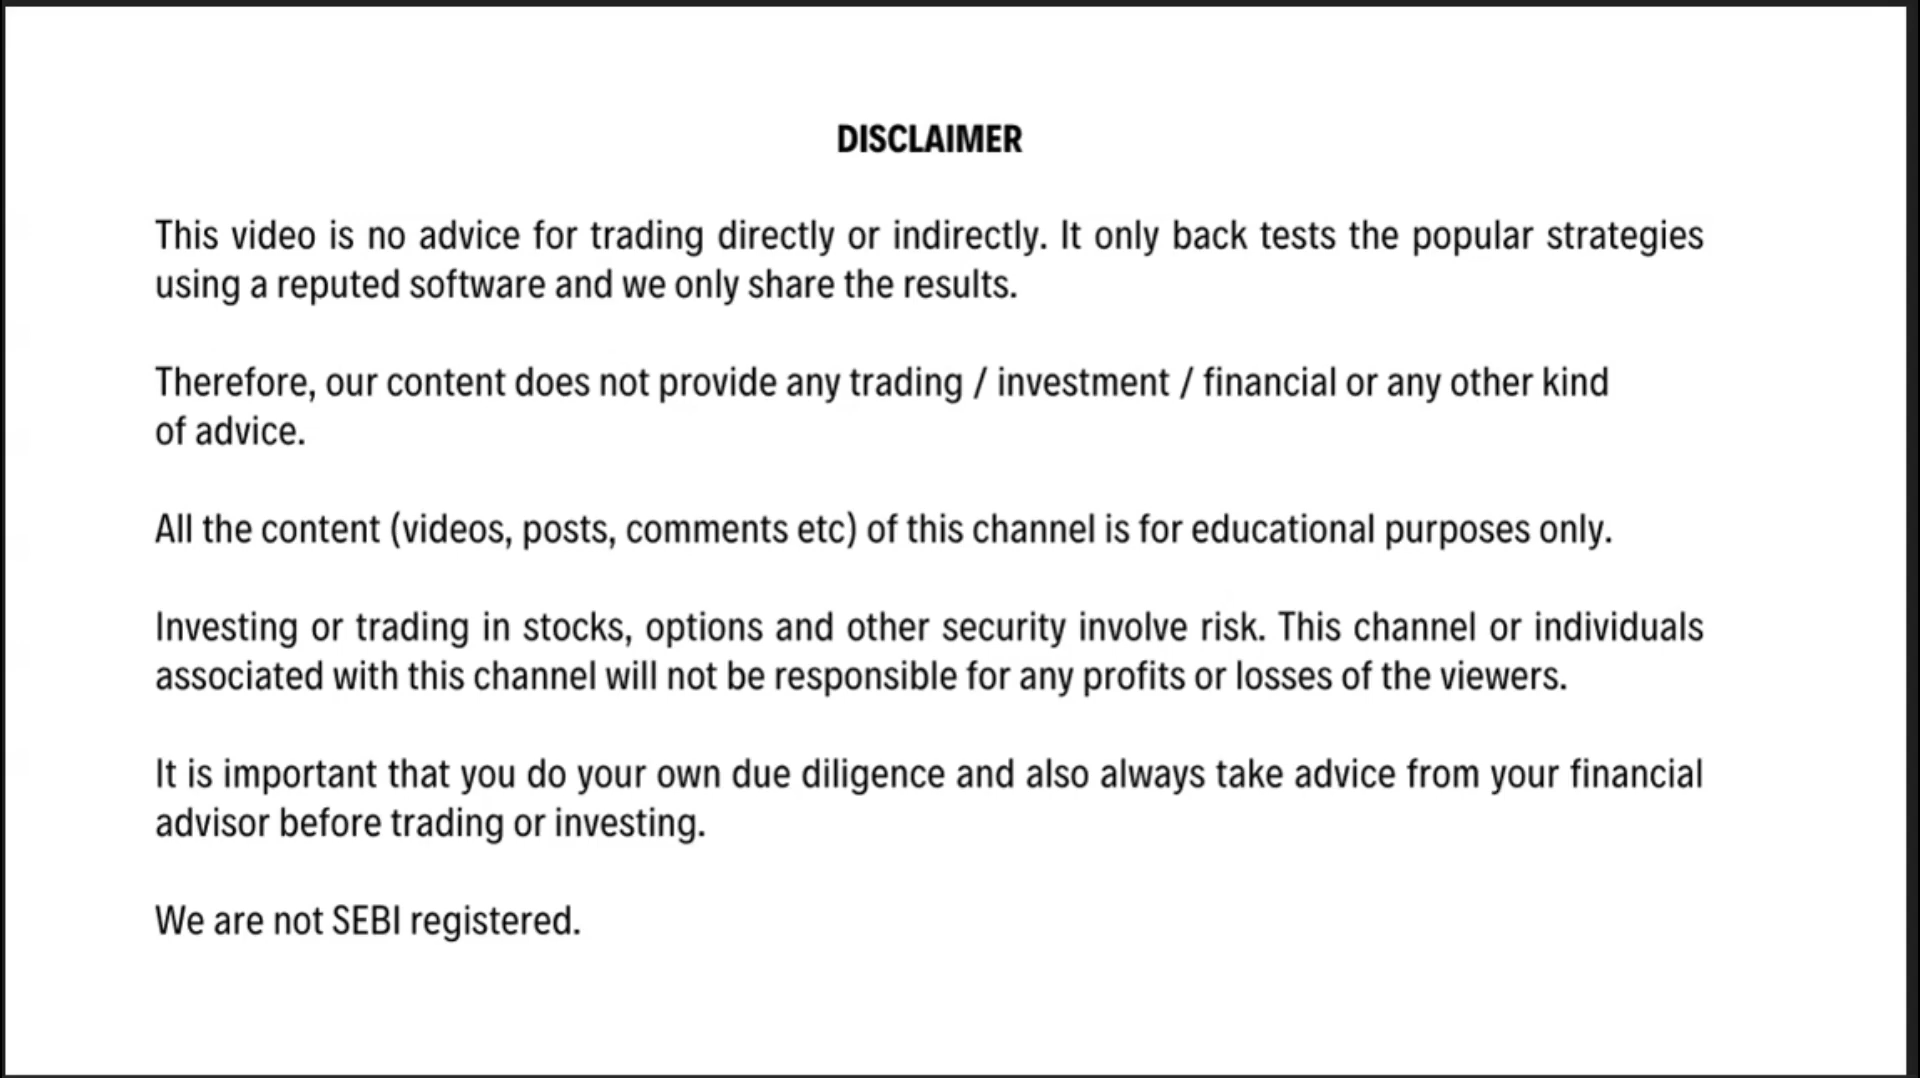 DISCLAIMER
This video is no advice for trading directly or indirectly. It only back tests the popular strategies
using a reputed software and we only share the results.
Therefore, our content does not provide any trading / investment / financial or any other kind
of advice.
All the content (videos, posts, comments etc) of this channel is for educational purposes only.
Investing or trading in stocks, options and other security involve risk. This channel or individuals
associated with this channel will not be responsible for any profits or losses of the viewers.
It is important that you do your own due diligence and also always take advice from your financial
advisor before trading or investing.
We are not SEBI registered.